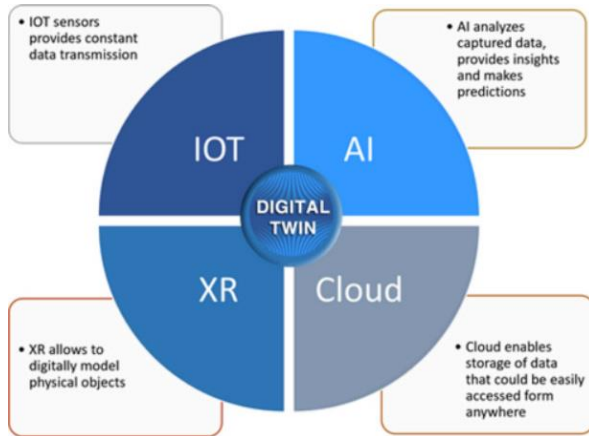 • IOT sensors
provides constant
data transmission
• AI analyzes
captured data,
provides insights
and makes
predictions
IOT
AI
DIGITAL
TWIN
XR
Cloud
• XR allows to
digitally model
physical objects
• Cloud enables
storage of data
that could be easily
accessed form
anywhere